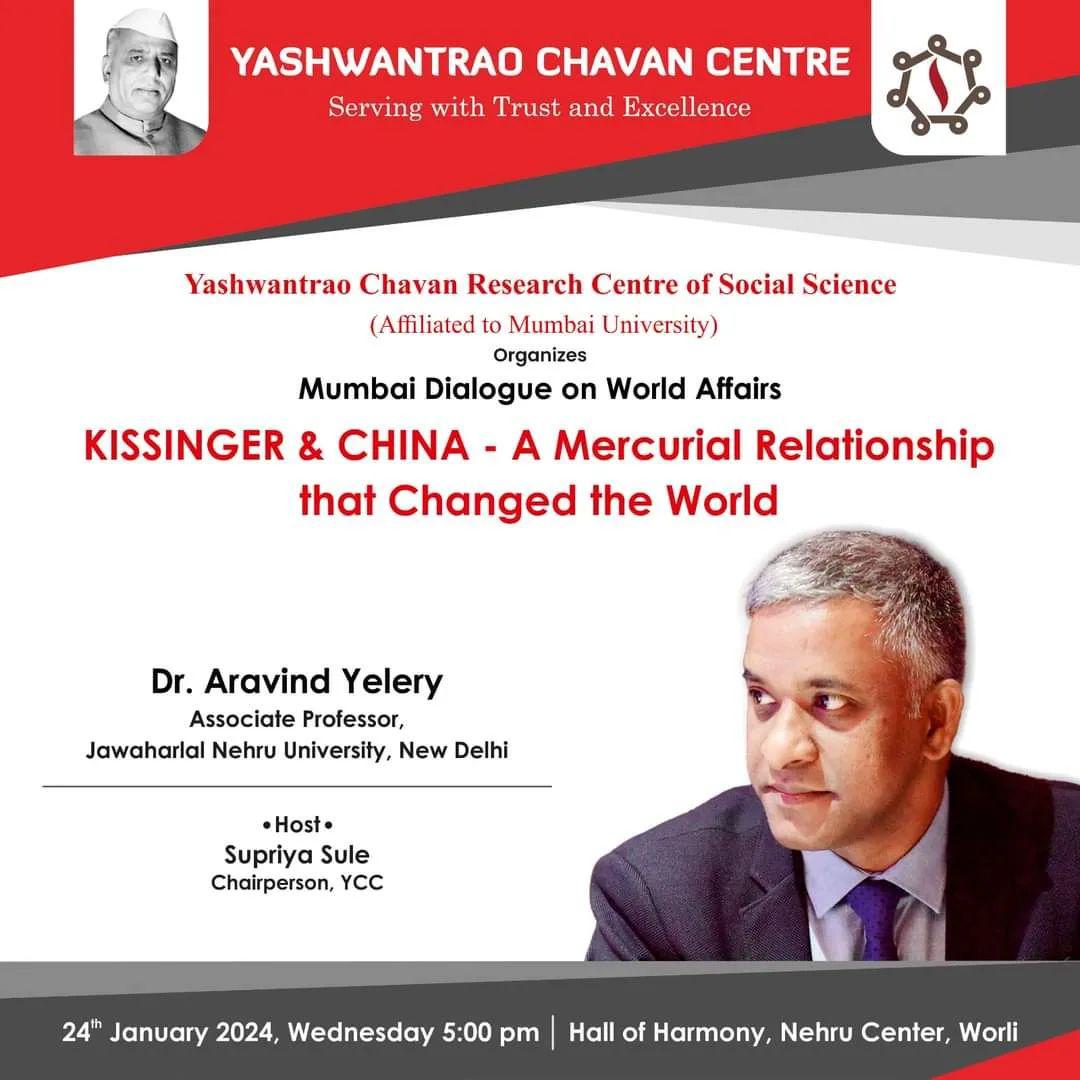 YASHWANTRAO CHAVAN CENTRE
Serving with Trust and Excellence
Yashwantrao Chavan Research Centre of Social Science
(Affiliated to Mumbai University)
Organizes
Mumbai Dialogue on World Affairs
KISSINGER & CHINA - A Mercurial Relationship
that Changed the World
Dr. Aravind Yelery
Associate Professor,
Jawaharlal Nehru University, New Delhi
•Host•
Supriya Sule
Chairperson, YCC
24th January 2024, Wednesday 5:00 pm | Hall of Harmony, Nehru Center, Worli